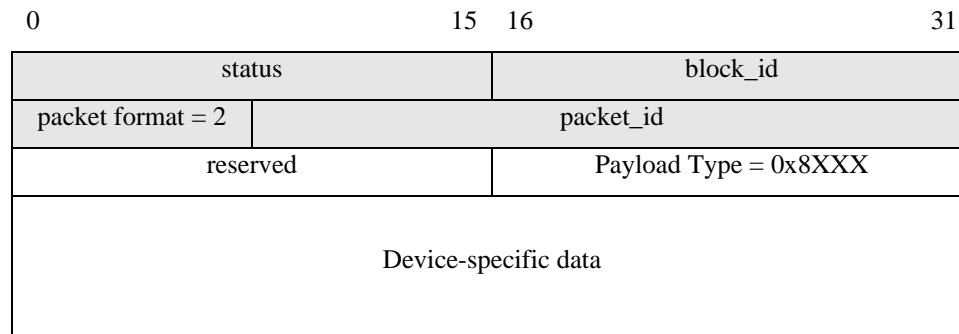 0 15 16 31
status block_id
packet format = 2 packet_id
reserved Payload Type = 0x8XXX
Device-specific data